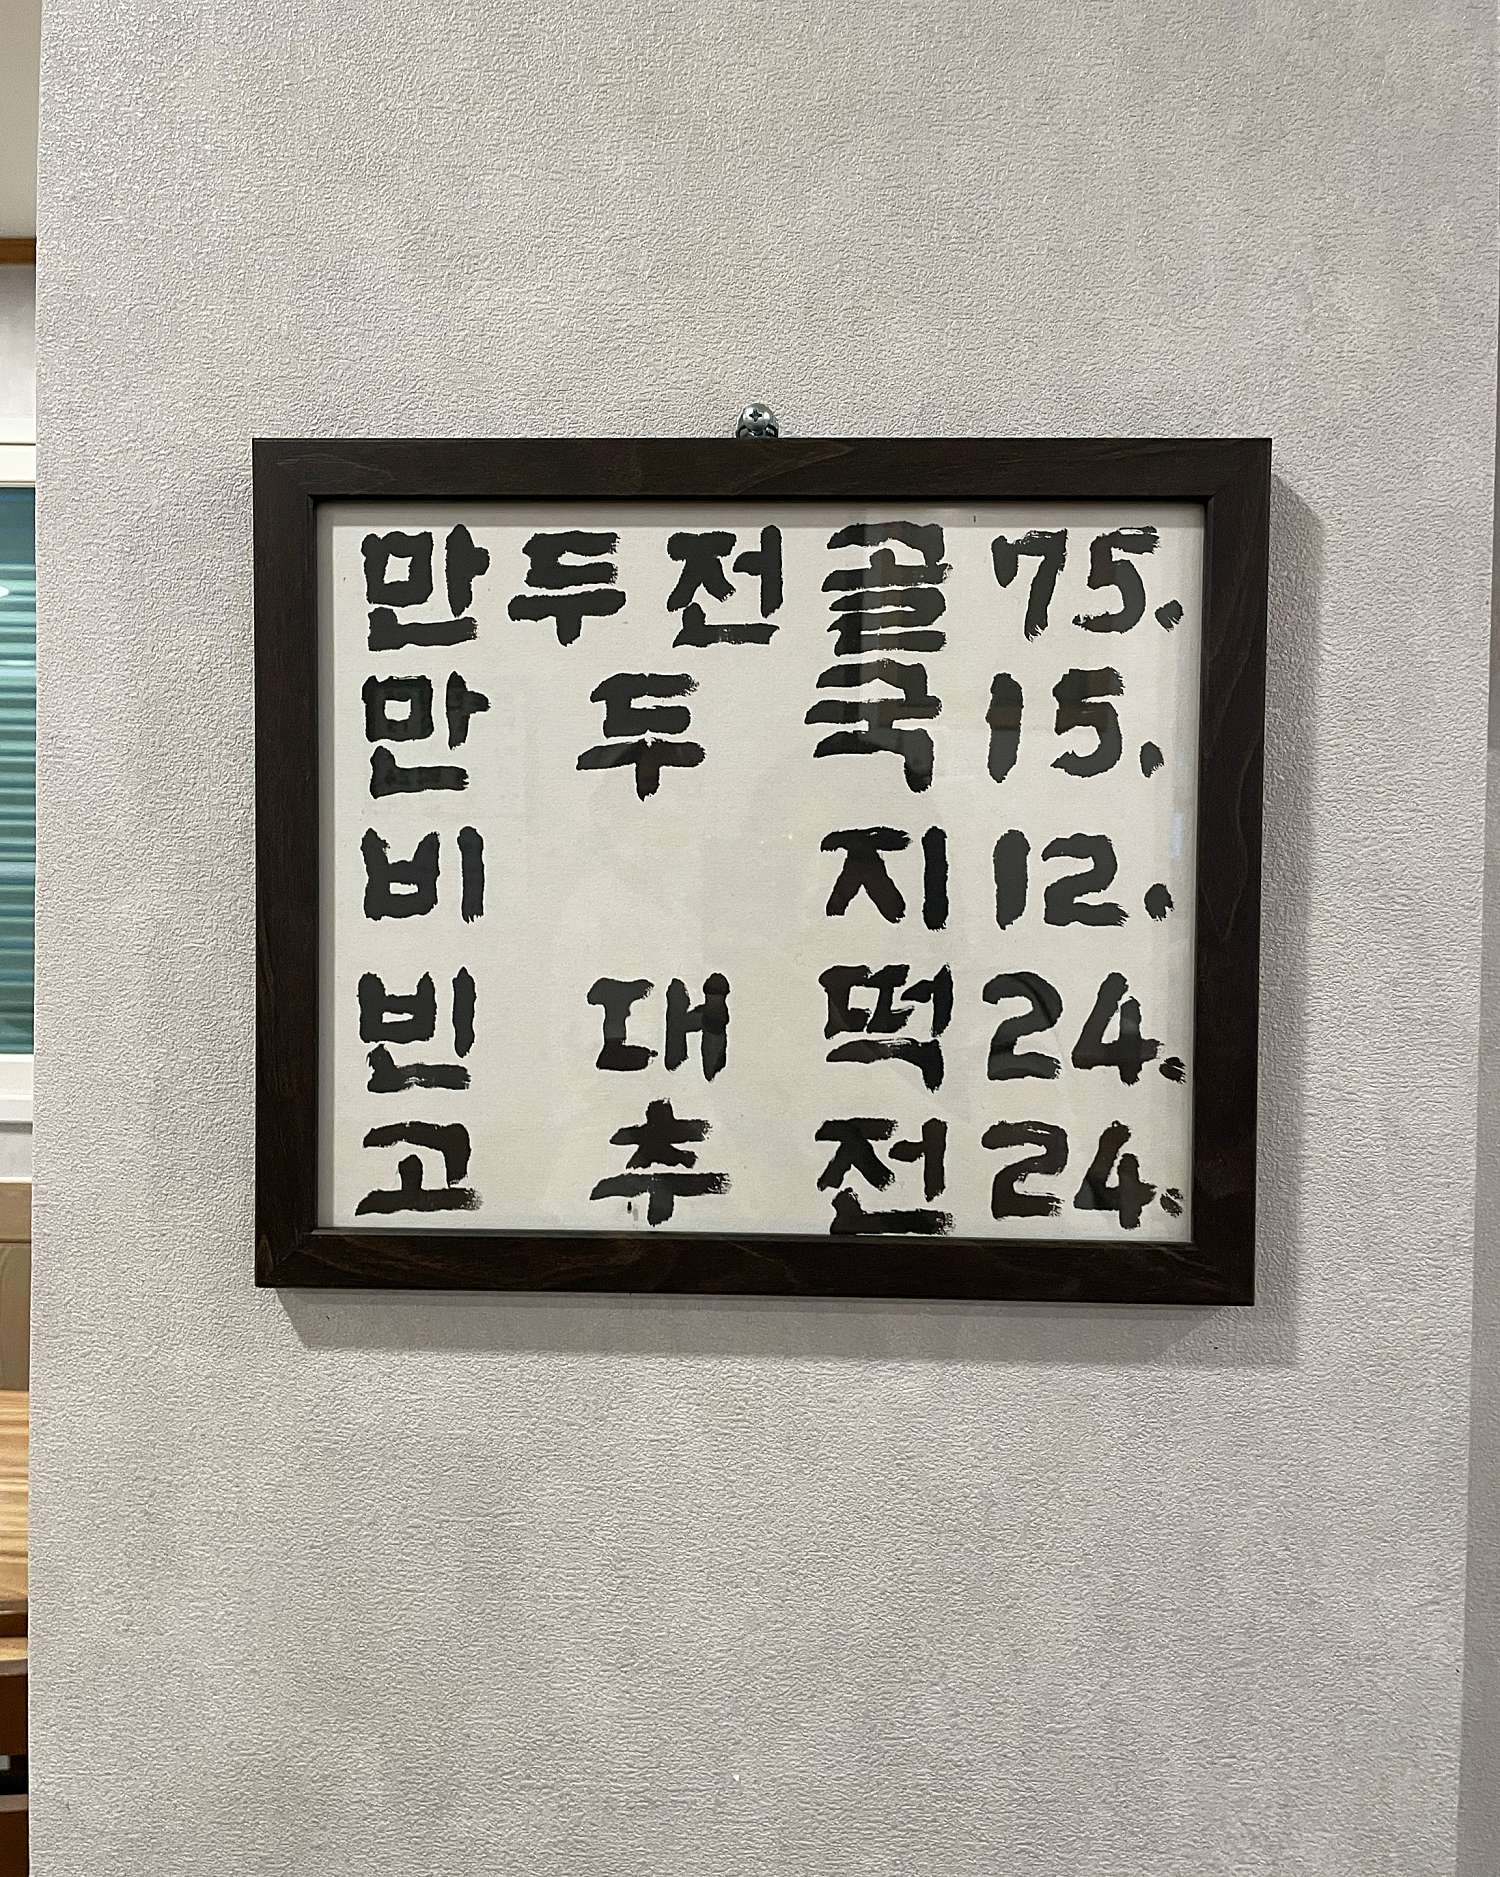 만두전골 75.
만두국 15.
비지 12.
빈대떡 24.
고추전 24.